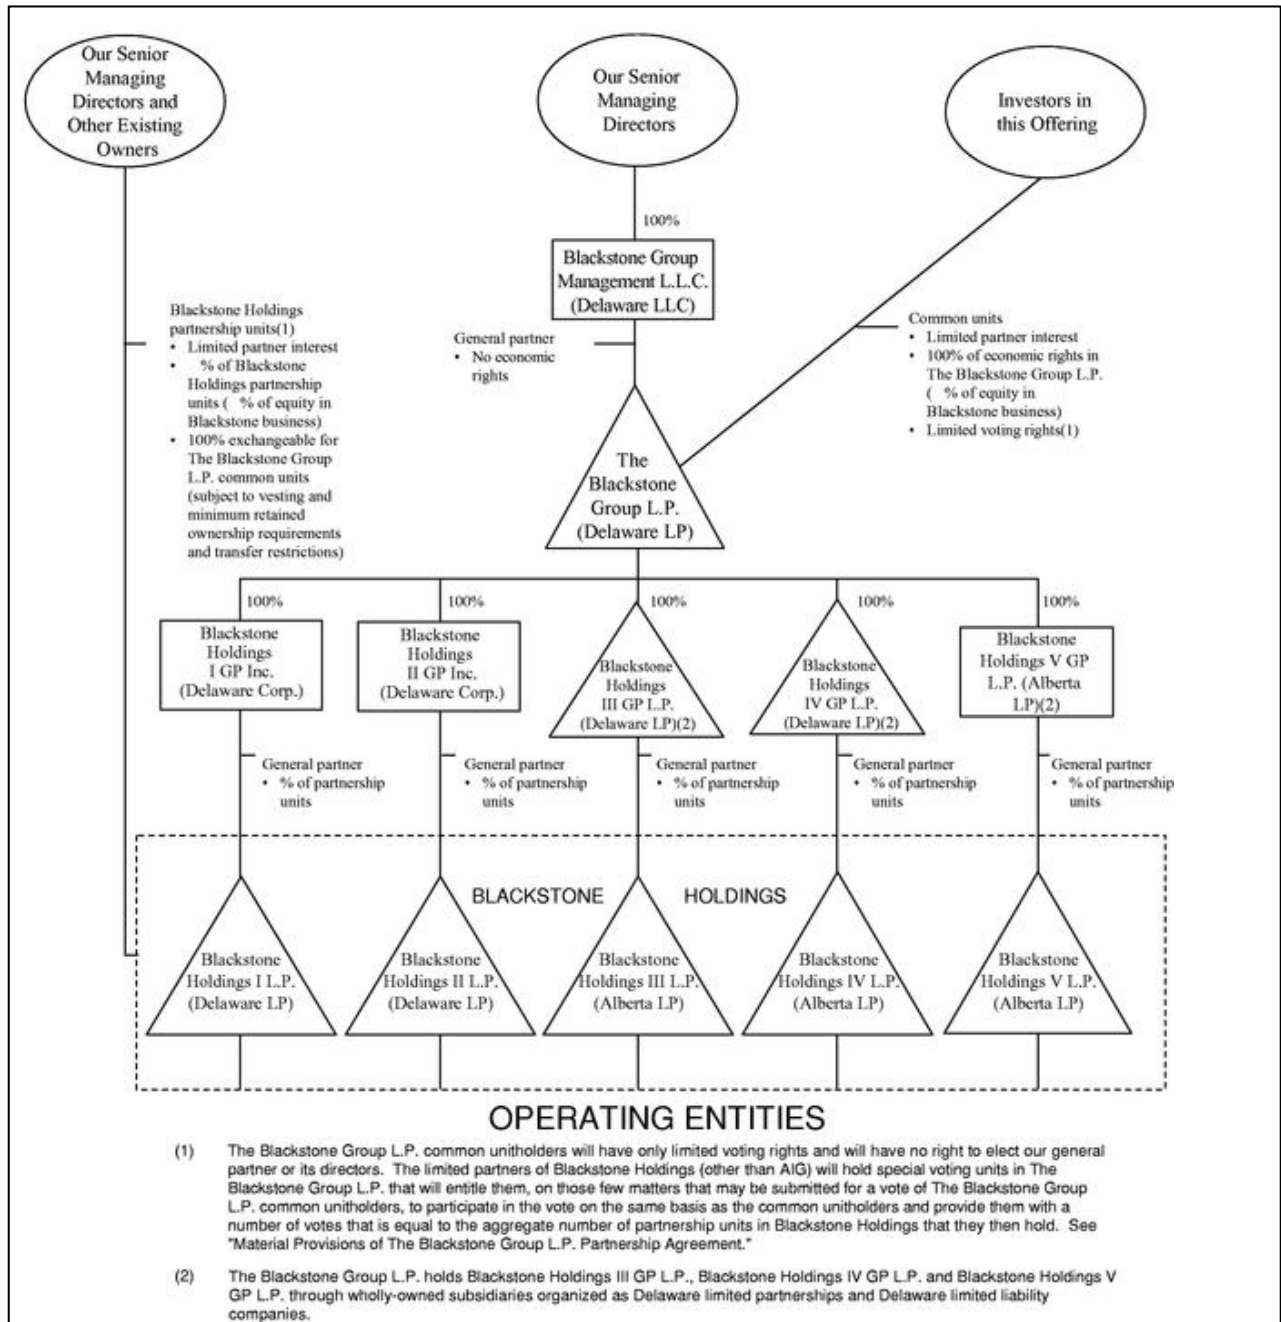 Our Senior
Managing
Directors and
Other Existing
Owners
Our Senior
Managing
Directors
Investors in
this Offering
100%
Blackstone Group
Management L.L.C.
(Delaware LLC)
Blackstone Holdings
partnership units(1)
• Limited partner interest
• % of Blackstone
Holdings partnership
units ( % of equity in
Blackstone business)
• 100% exchangeable for
The Blackstone Group
L.P. common units
(subject to vesting and
minimum retained
ownership requirements
and transfer restrictions)
General partner
• No economic
rights
Common units
• Limited partner interest
• 100% of economic rights in
The Blackstone Group L.P.
( % of equity in
Blackstone business)
• Limited voting rights(1)
The
Blackstone
Group L.P.
(Delaware LP)
100%
100%
100%
100%
100%
Blackstone
Holdings
I GP Inc.
(Delaware Corp.)
Blackstone
Holdings
II GP Inc.
(Delaware Corp.)
Blackstone
Holdings
III GP L.P.
(Delaware LP)(2)
Blackstone
Holdings
IV GP L.P.
(Delaware LP)(2)
Blackstone
Holdings V GP
L.P. (Alberta
LP)(2)
General partner
• % of partnership
units
General partner
• % of partnership
units
General partner
• % of partnership
units
General partner
• % of partnership
units
General partner
• % of partnership
units
BLACKSTONE HOLDINGS
Blackstone
Holdings I L.P.
(Delaware LP)
Blackstone
Holdings II L.P.
(Delaware LP)
Blackstone
Holdings III L.P.
(Alberta LP)
Blackstone
Holdings IV L.P.
(Alberta LP)
Blackstone
Holdings V L.P.
(Alberta LP)
OPERATING ENTITIES
(1) The Blackstone Group L.P. common unitholders will have only limited voting rights and will have no right to elect our general
partner or its directors. The limited partners of Blackstone Holdings (other than AIG) will hold special voting units in The
Blackstone Group L.P. that will entitle them, on those few matters that may be submitted for a vote of The Blackstone Group
L.P. common unitholders, to participate in the vote on the same basis as the common unitholders and provide them with a
number of votes that is equal to the aggregate number of partnership units in Blackstone Holdings that they then hold. See
"Material Provisions of The Blackstone Group L.P. Partnership Agreement."
(2) The Blackstone Group L.P. holds Blackstone Holdings III GP L.P., Blackstone Holdings IV GP L.P. and Blackstone Holdings V
GP L.P. through wholly-owned subsidiaries organized as Delaware limited partnerships and Delaware limited liability
companies.